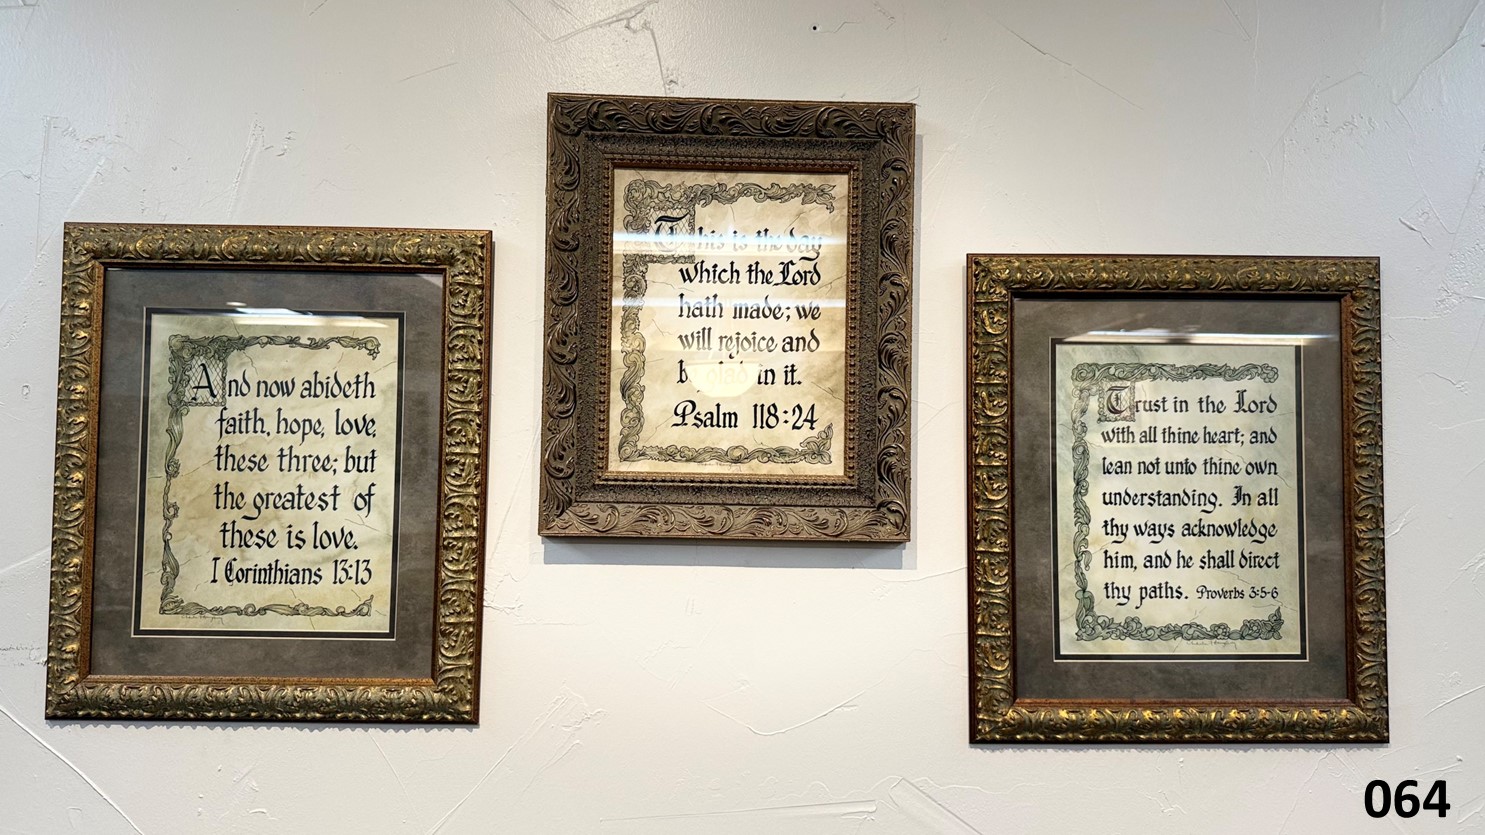 And now abideth
faith, hope, love,
these three; but
the greatest of
these is love.
I Corinthians 13:13
This is the day
which the Lord
hath made; we
will rejoice and
be glad in it.
Psalm 118:24
Trust in the Lord
with all thine heart; and
lean not unto thine own
understanding. In all
thy ways acknowledge
him, and he shall direct
thy paths. Proverbs 3:5-6
064